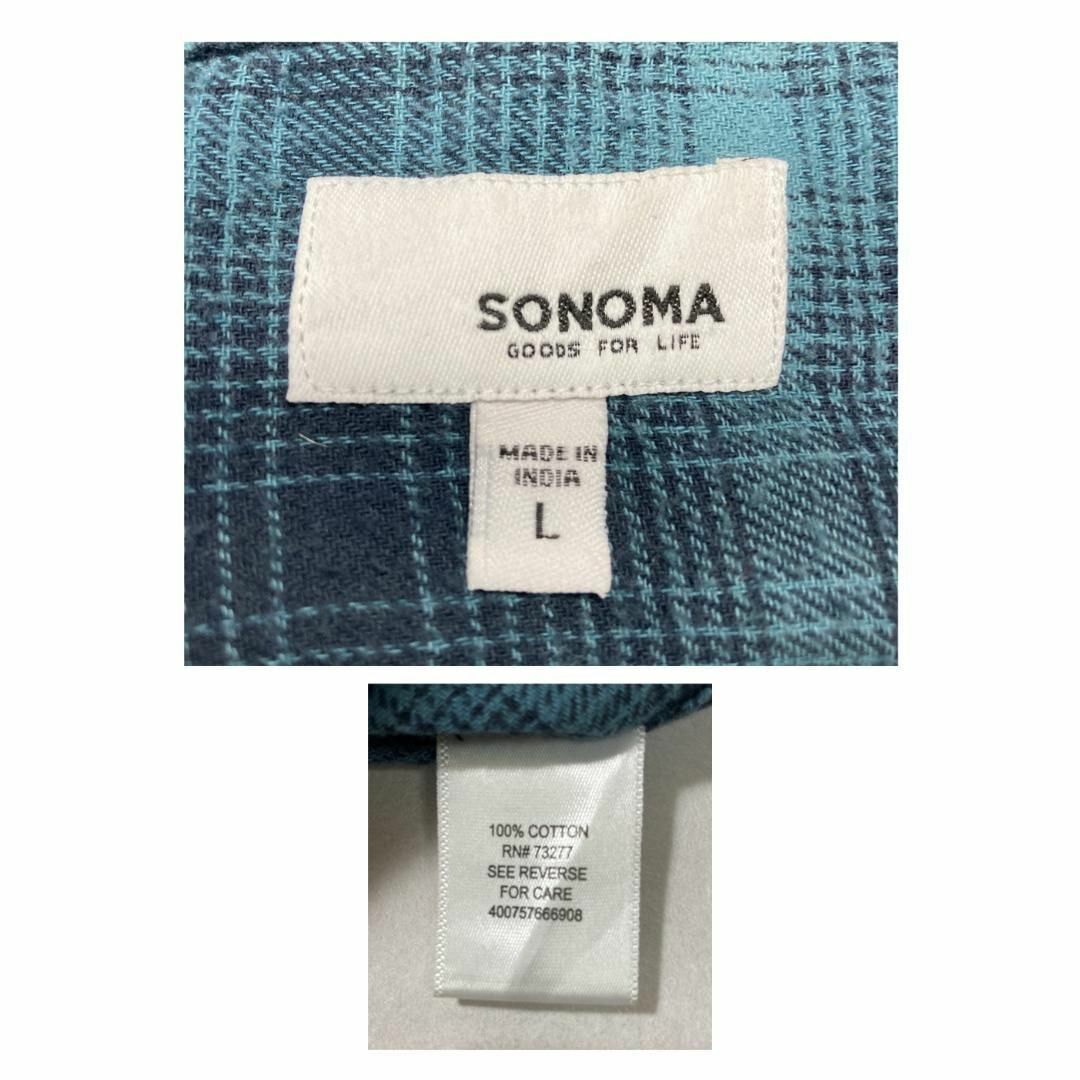 SONOMA
GOODS FOR LIFE
MADE IN
INDIA
L
100% COTTON
RN# 73277
SEE REVERSE
FOR CARE
400757666908